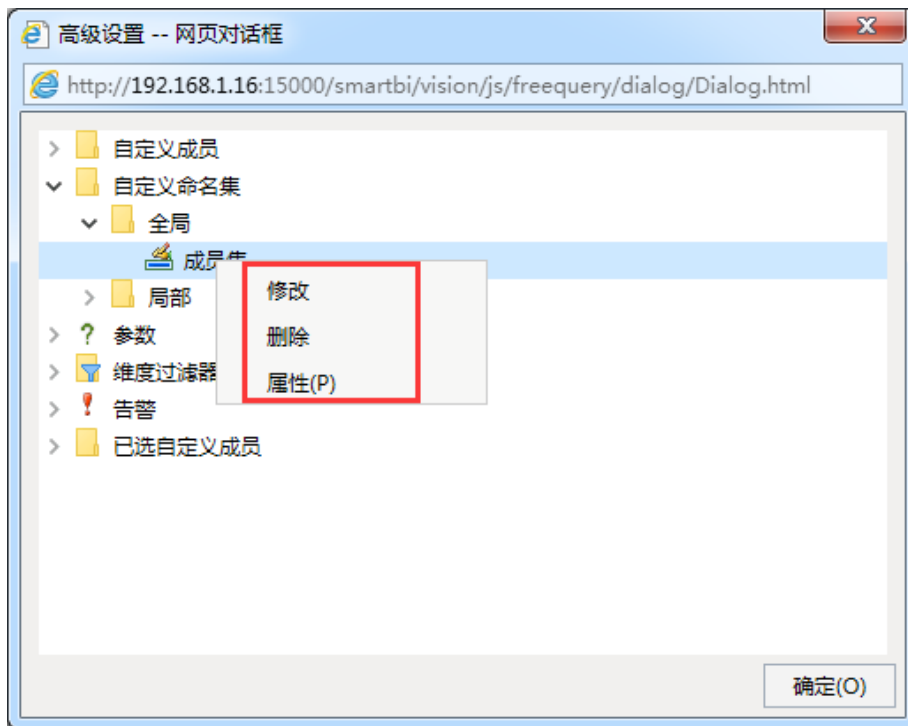 高级设置 -- 网页对话框
http://192.168.1.16:15000/smartbi/vision/js/freequery/dialog/Dialog.html
自定义成员
自定义命名集
全局
成员集
修改
局部
删除
参数
属性(P)
维度过滤器
告警
已选自定义成员
确定(O)